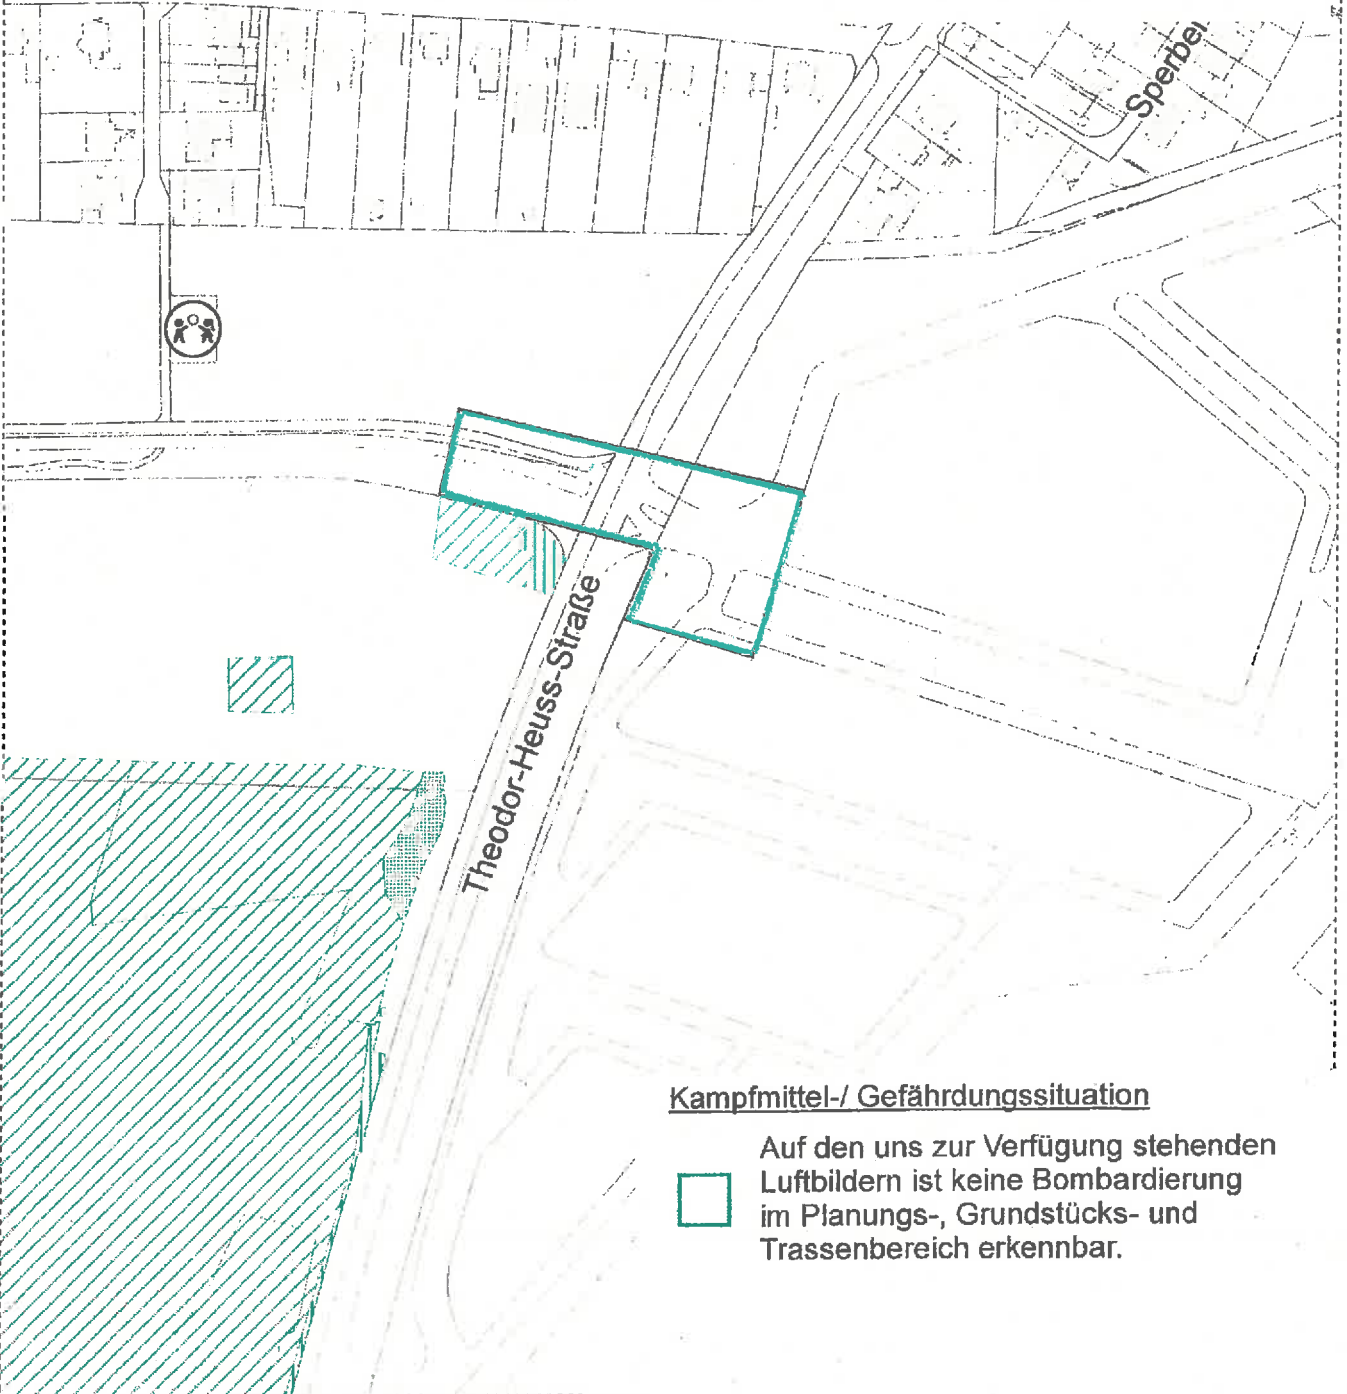 Sperber
Theodor-Heuss-Straße
Kampfmittel-/ Gefährdungssituation
Auf den uns zur Verfügung stehenden
Luftbildern ist keine Bombardierung
im Planungs-, Grundstücks- und
Trassenbereich erkennbar.